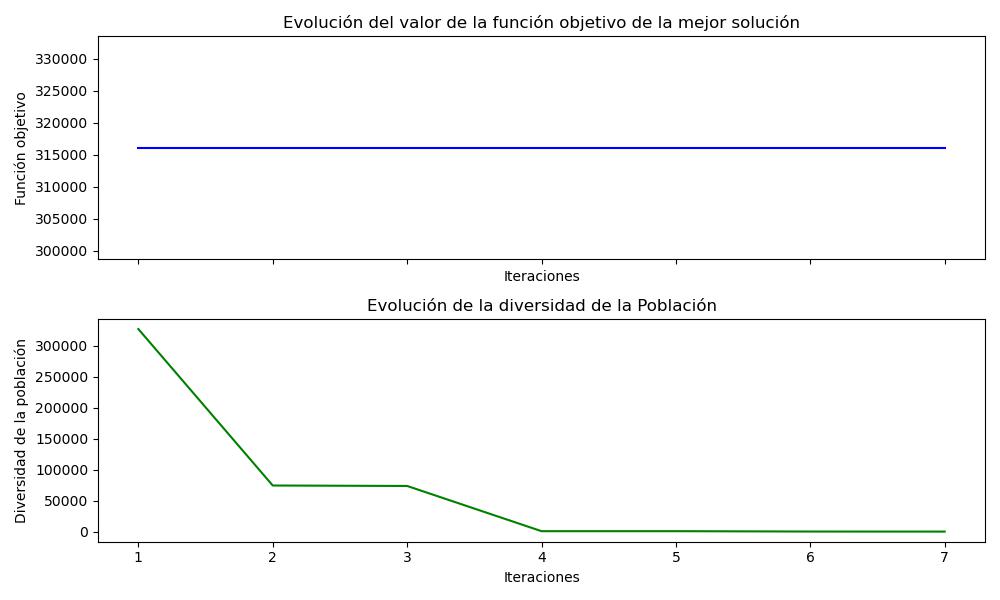 Evolución del valor de la función objetivo de la mejor solución
330000
325000
320000
315000
310000
305000
300000
Función objetivo
Iteraciones
Evolución de la diversidad de la Población
300000
250000
200000
150000
100000
50000
0
Diversidad de la población
1 2 3 4 5 6 7
Iteraciones